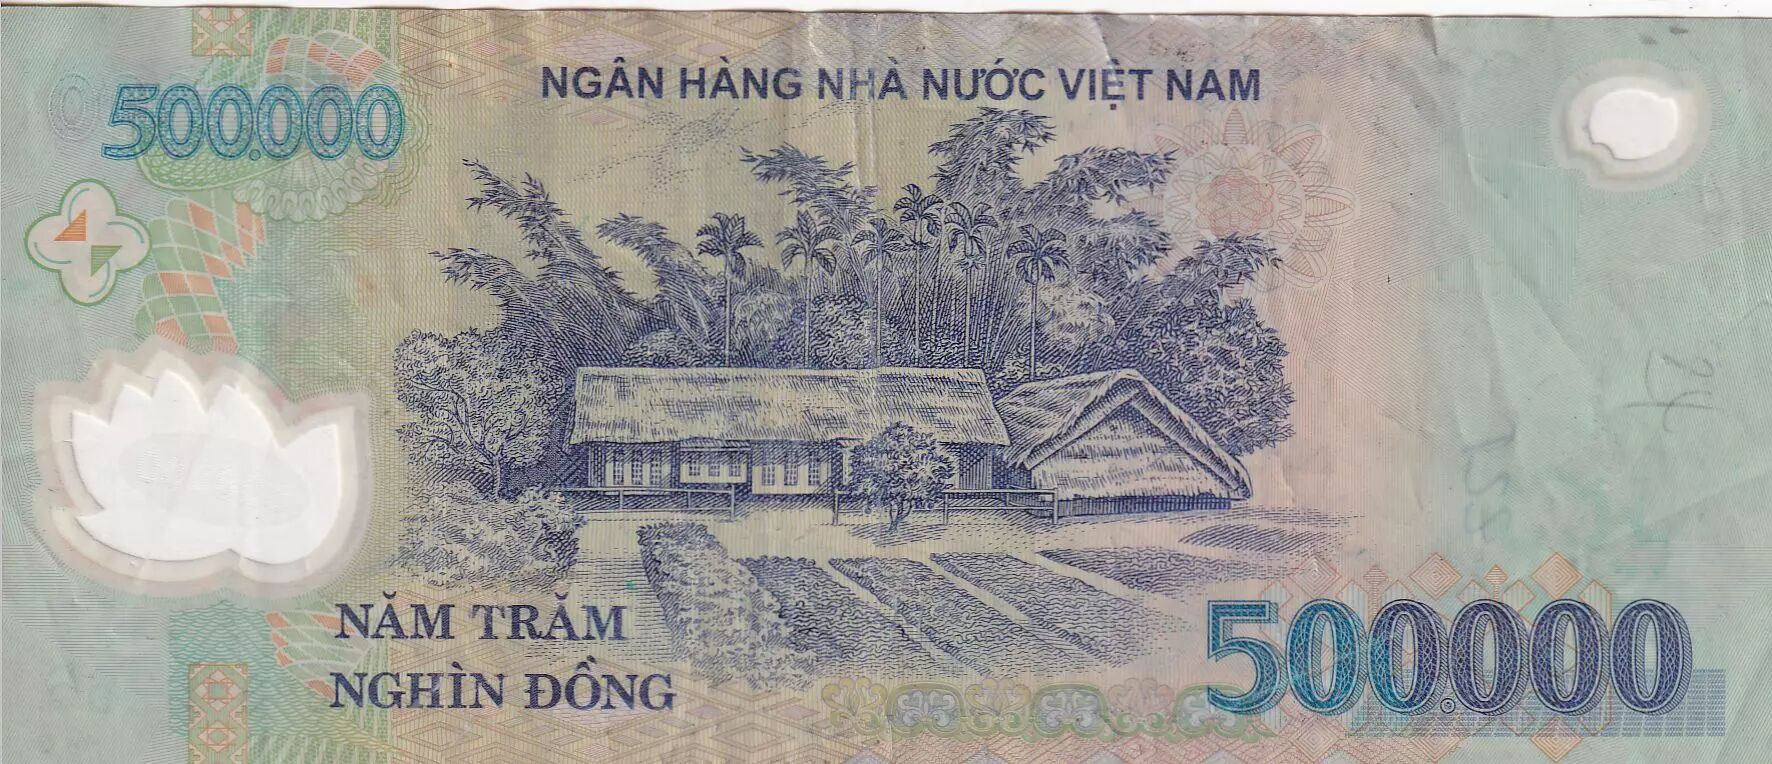 NGÂN HÀNG NHÀ NƯỚC VIỆT NAM
500.000
NĂM TRĂM
NGHÌN ĐỒNG
500.000